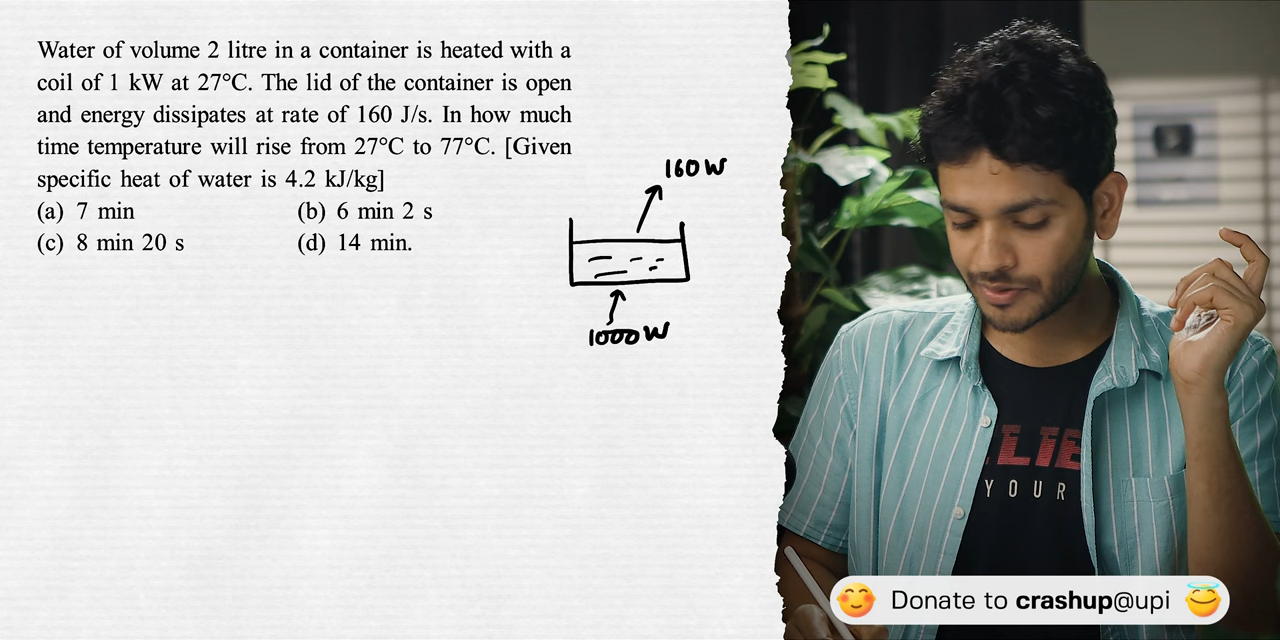 Water of volume 2 litre in a container is heated with a
coil of 1 kW at 27°C. The lid of the container is open
and energy dissipates at rate of 160 J/s. In how much
time temperature will rise from 27°C to 77°C. [Given
specific heat of water is 4.2 kJ/kg]
(a) 7 min (b) 6 min 2 s
(c) 8 min 20 s (d) 14 min.
160 W
1000 W
LIE
YOUR
Donate to crashup@upi